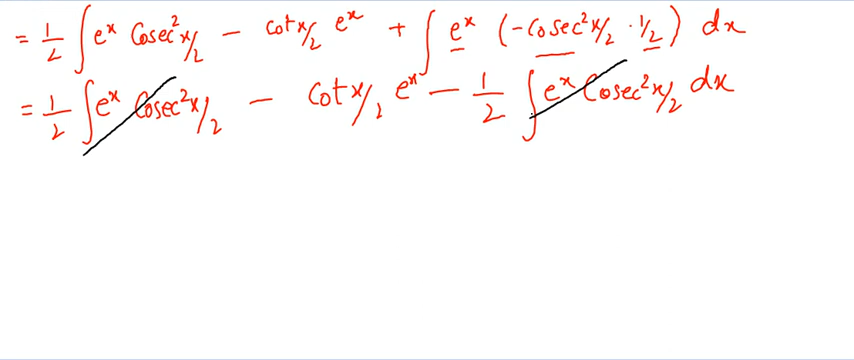 = 1/2 ∫ e^x Cosec^2 x/2 - cot x/2 e^x + ∫ e^x (-Cosec^2 x/2 · 1/2) dx
= 1/2 ∫ e^x Cosec^2 x/2 - Cot x/2 e^x - 1/2 ∫ e^x Cosec^2 x/2 dx